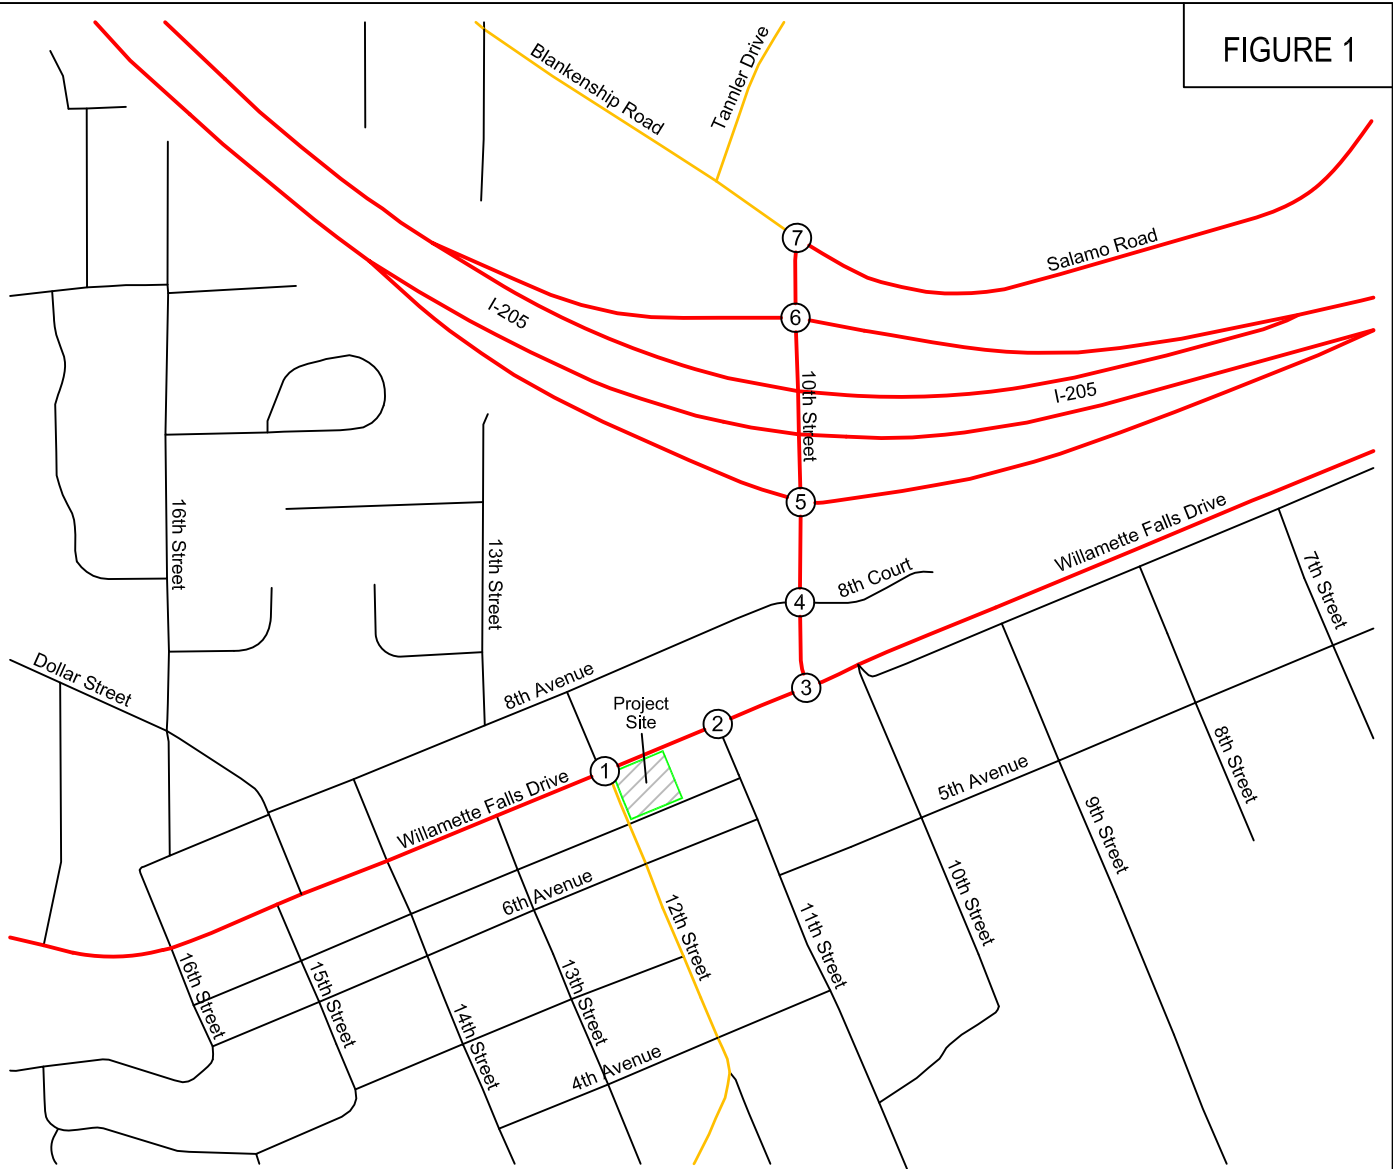 FIGURE 1
Blankenship Road
Tannler Drive
7
Salamo Road
6
I-205
10th Street
I-205
5
16th Street
13th Street
Willamette Falls Drive
7th Street
8th Court
4
Dollar Street
8th Avenue
3
Project
Site
2
1
Willamette Falls Drive
5th Avenue
8th Street
9th Street
6th Avenue
10th Street
12th Street
11th Street
16th Street
15th Street
13th Street
14th Street
4th Avenue